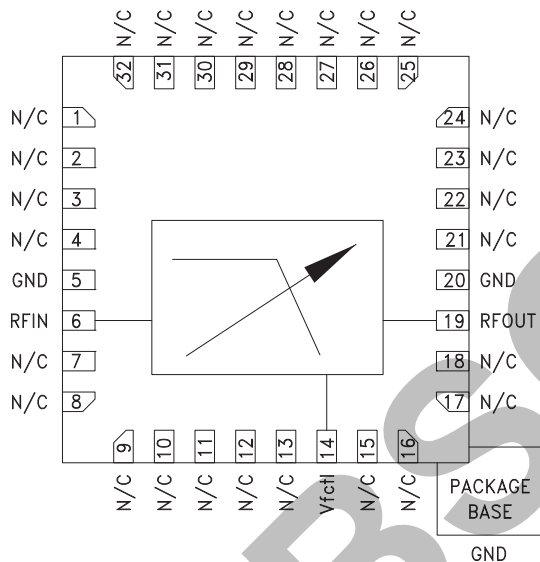 N/C N/C N/C N/C N/C N/C N/C N/C
32 31 30 29 28 27 26 25
N/C 1 24 N/C
N/C 2 23 N/C
N/C 3 22 N/C
N/C 4 21 N/C
GND 5 20 GND
RFIN 6 19 RFOUT
N/C 7 18 N/C
N/C 8 17 N/C
9 10 11 12 13 14 15 16
N/C N/C N/C N/C N/C Vfctl N/C N/C
PACKAGE
BASE
GND